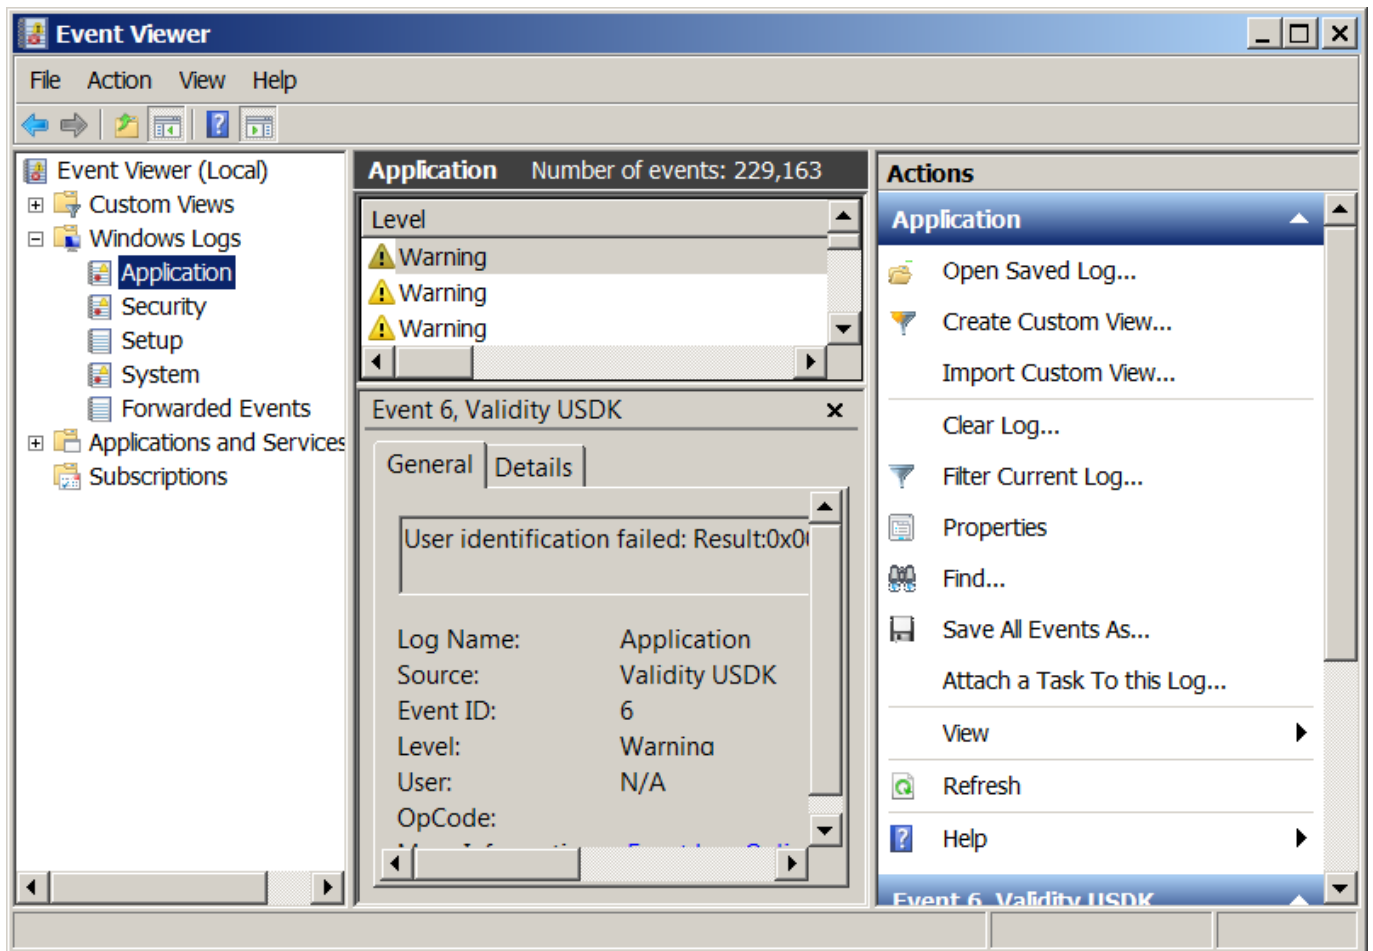 Event Viewer
File Action View Help
Event Viewer (Local)
Custom Views
Windows Logs
Application
Security
Setup
System
Forwarded Events
Applications and Services
Subscriptions
Application Number of events: 229,163
Level
Warning
Warning
Warning
Event 6, Validity USDK
General Details
User identification failed: Result:0x0
Log Name: Application
Source: Validity USDK
Event ID: 6
Level: Warning
User: N/A
OpCode:
Actions
Application
Open Saved Log...
Create Custom View...
Import Custom View...
Clear Log...
Filter Current Log...
Properties
Find...
Save All Events As...
Attach a Task To this Log...
View
Refresh
Help
Event 6, Validity USDK